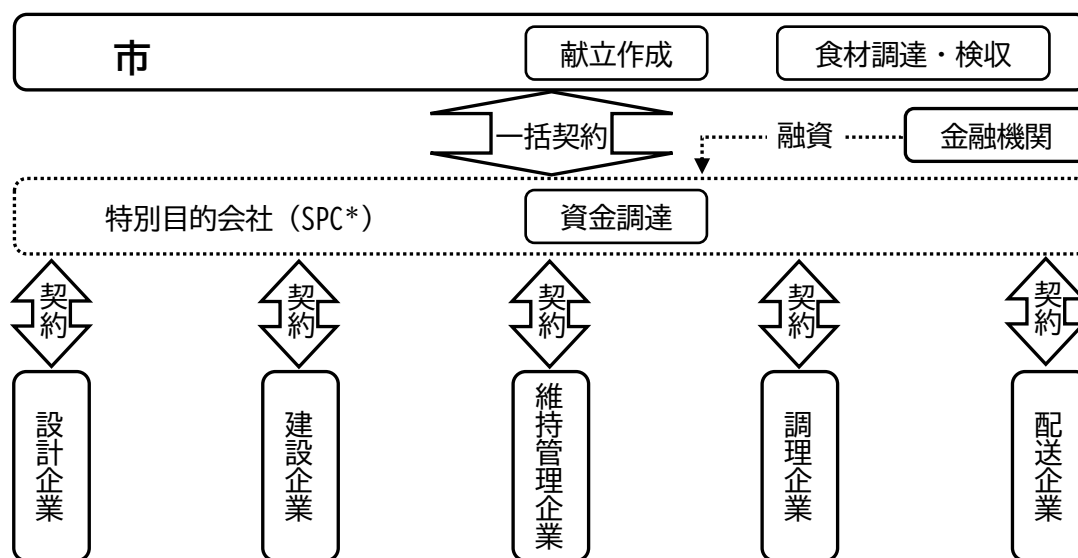 市
献立作成
食材調達・検収
一括契約
融資
金融機関
特別目的会社（SPC*）
資金調達
契約
契約
契約
契約
契約
設計企業
建設企業
維持管理企業
調理企業
配送企業